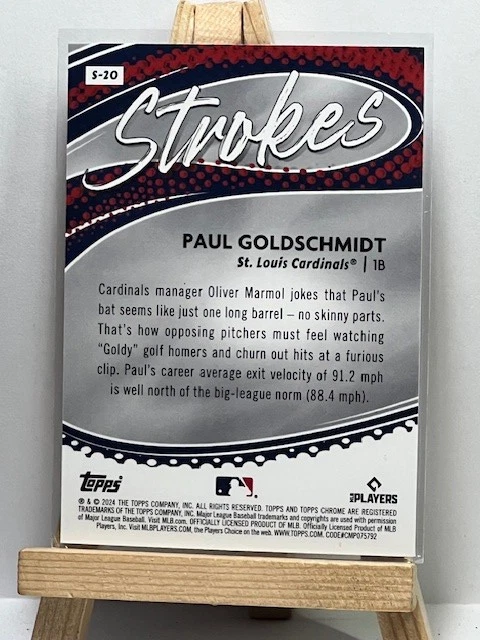 S-20
Strokes
PAUL GOLDSCHMIDT
St. Louis Cardinals® | 1B
Cardinals manager Oliver Marmol jokes that Paul's
bat seems like just one long barrel – no skinny parts.
That's how opposing pitchers must feel watching
"Goldy" golf homers and churn out hits at a furious
clip. Paul's career average exit velocity of 91.2 mph
is well north of the big-league norm (88.4 mph).
Topps
MLB PLAYERS
® & © 2024 THE TOPPS COMPANY, INC. ALL RIGHTS RESERVED. TOPPS AND TOPPS CHROME ARE REGISTERED
TRADEMARKS OF THE TOPPS COMPANY, INC. Major League Baseball trademarks and copyrights are used with permission
of Major League Baseball. Visit MLB.com. OFFICIALLY LICENSED PRODUCT OF MLB. Officially Licensed Product of MLB
Players, Inc. Visit MLBPLAYERS.COM, the Players Choice on the web. WWW.TOPPS.COM. CODE#CMP075792